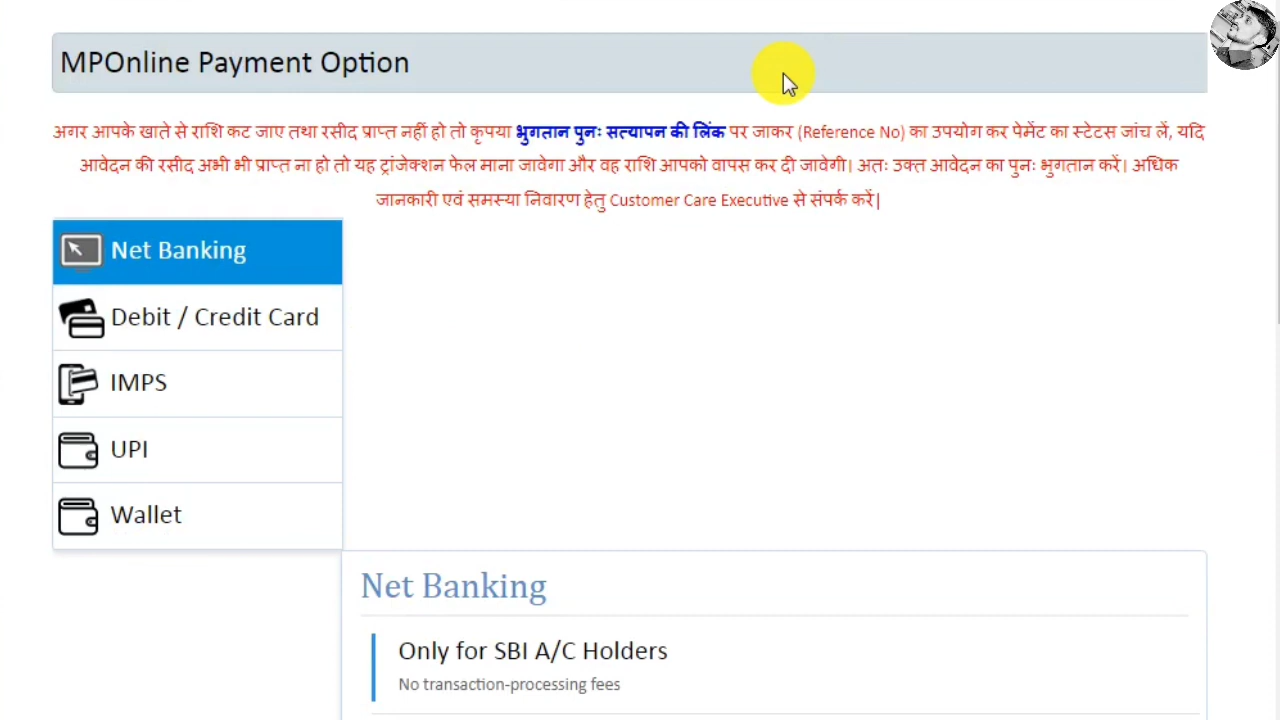 MPOnline Payment Option
अगर आपके खाते से राशि कट जाए तथा रसीद प्राप्त नहीं हो तो कृपया भुगतान पुनः सत्यापन की लिंक पर जाकर (Reference No) का उपयोग कर पेमेंट का स्टेटस जांच लें, यदि
आवेदन की रसीद अभी भी प्राप्त ना हो तो यह ट्रांजेक्शन फेल माना जावेगा और वह राशि आपको वापस कर दी जावेगी। अतः उक्त आवेदन का पुनः भुगतान करें। अधिक
जानकारी एवं समस्या निवारण हेतु Customer Care Executive से संपर्क करें|
Net Banking
Debit / Credit Card
IMPS
UPI
Wallet
Net Banking
Only for SBI A/C Holders
No transaction-processing fees